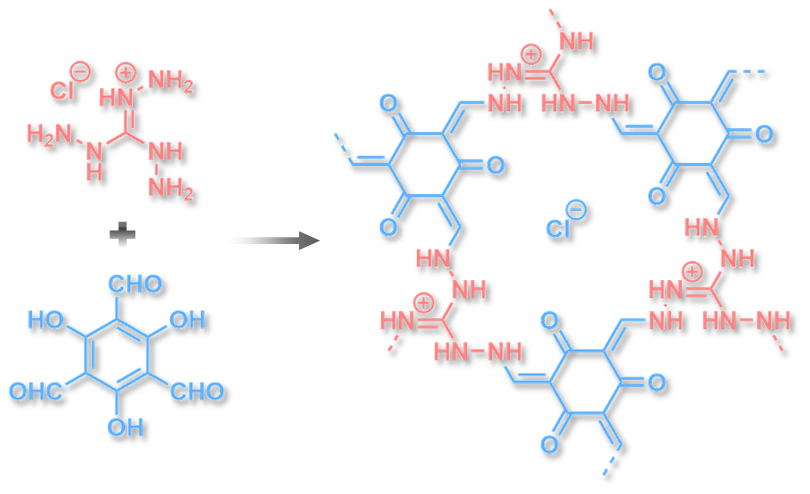 Cl⊖ HN⊕ NH₂
H₂N N H NH
NH₂
+
CHO
HO OH
OHC CHO
OH
NH
HN⊕
O NH HN NH O
O
O
O
O
HN
Cl⊖
HN NH
NH HN⊕
HN⊕ O NH HN NH
HN NH
O
O